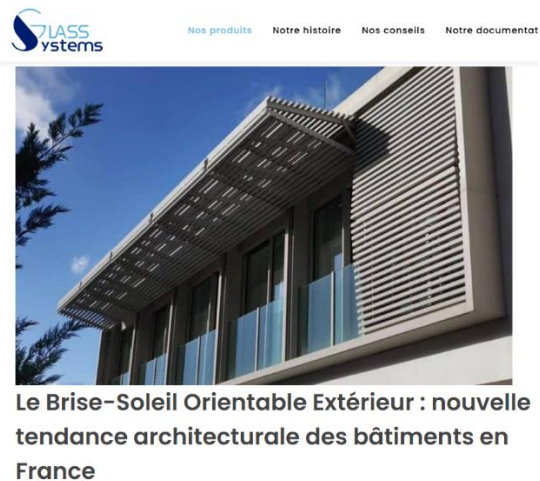 GLASS
Systems
Nos produits Notre histoire Nos conseils Notre documentat
Le Brise-Soleil Orientable Extérieur : nouvelle
tendance architecturale des bâtiments en
France